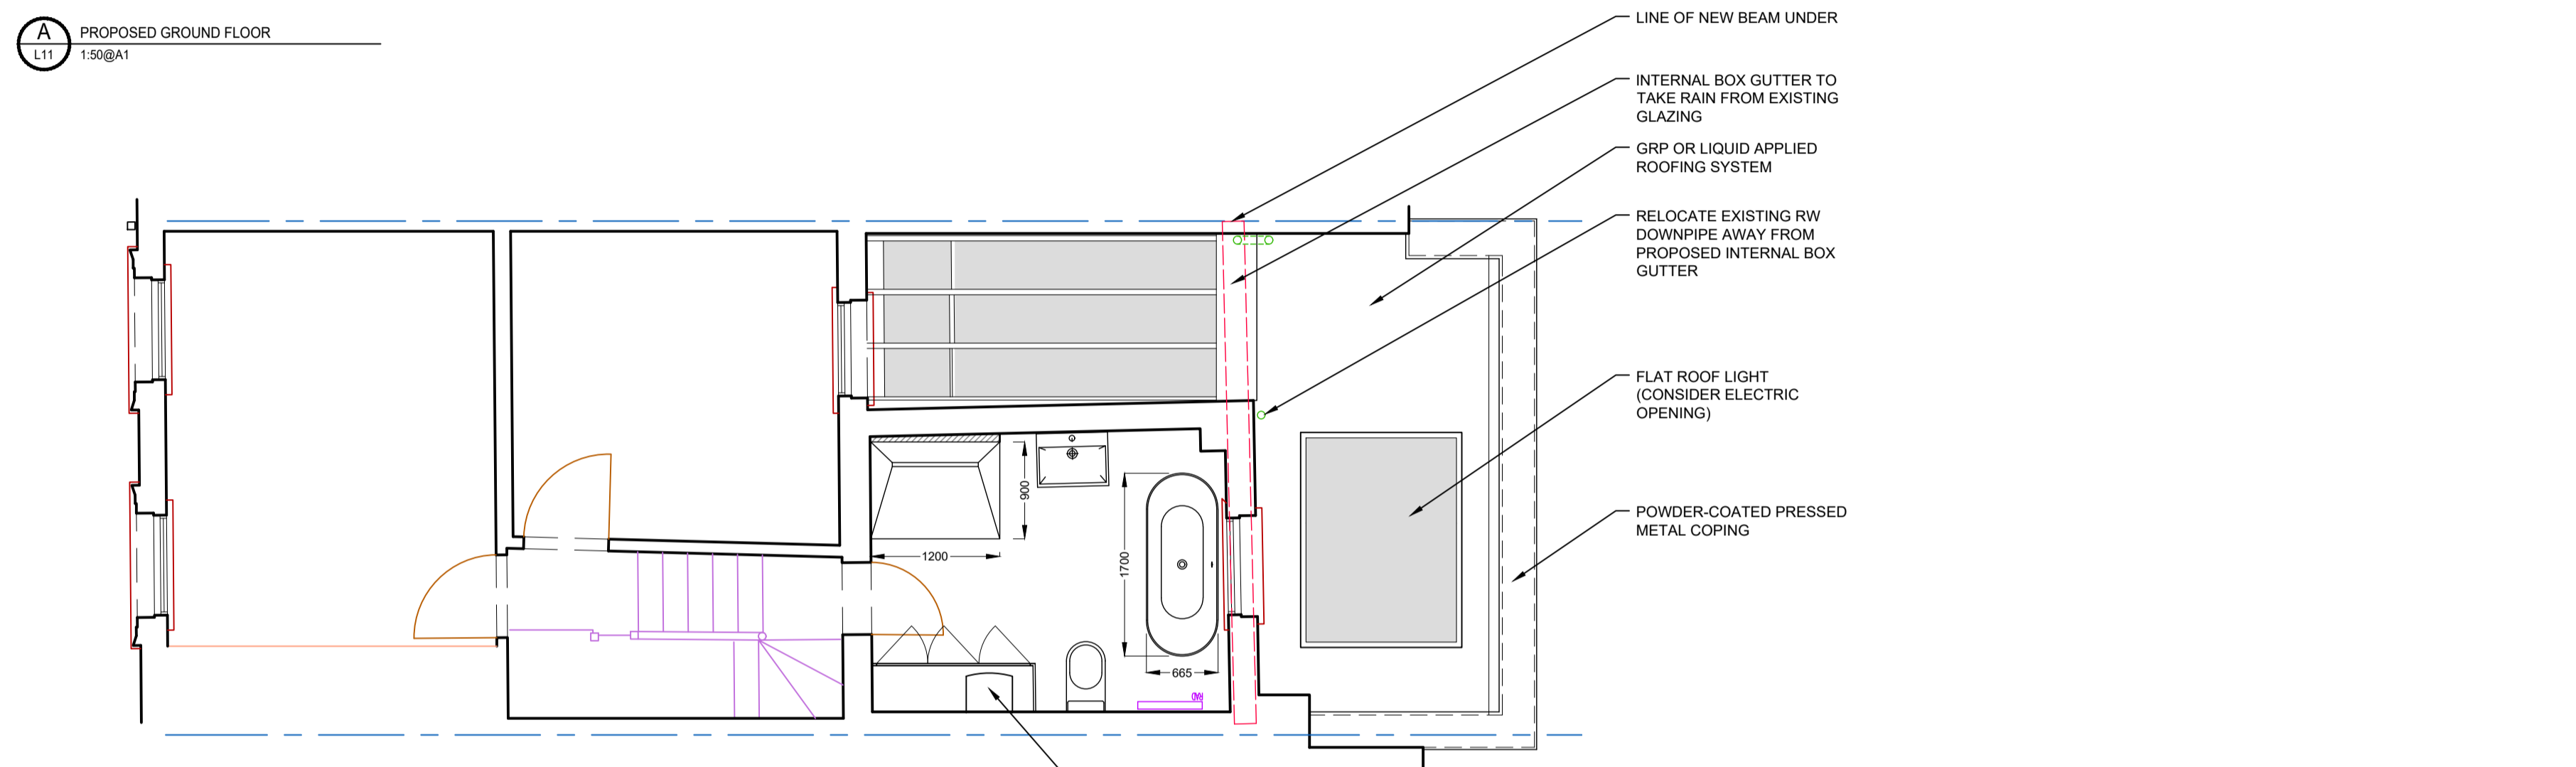 A
L11
PROPOSED GROUND FLOOR
1:50@A1
LINE OF NEW BEAM UNDER
INTERNAL BOX GUTTER TO
TAKE RAIN FROM EXISTING
GLAZING
GRP OR LIQUID APPLIED
ROOFING SYSTEM
RELOCATE EXISTING RW
DOWNPIPE AWAY FROM
PROPOSED INTERNAL BOX
GUTTER
FLAT ROOF LIGHT
(CONSIDER ELECTRIC
OPENING)
POWDER-COATED PRESSED
METAL COPING
900
1200
1700
665
RAD